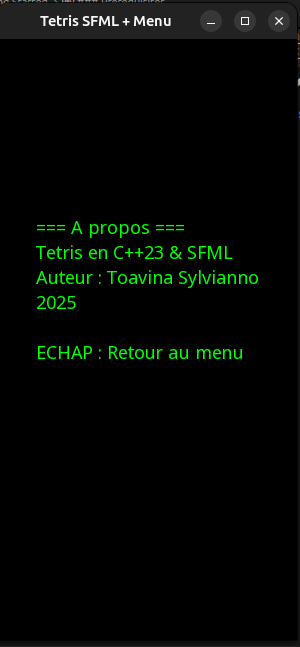 Tetris SFML + Menu
=== A propos ===
Tetris en C++23 & SFML
Auteur : Toavina Sylvianno
2025
ECHAP : Retour au menu